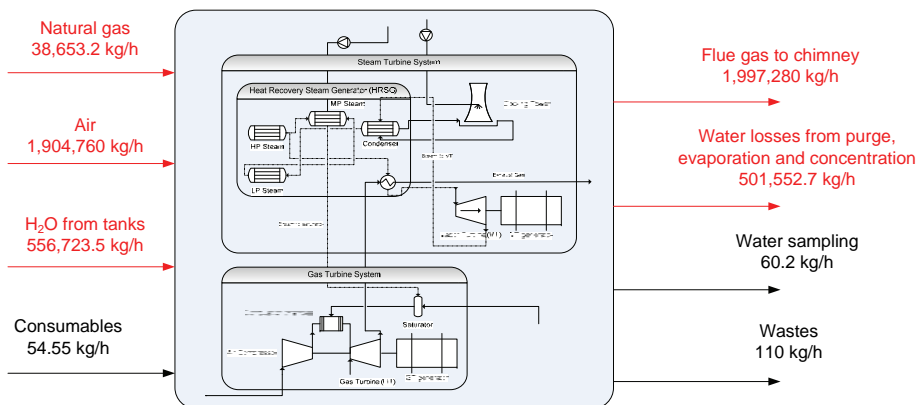 Natural gas
38,653.2 kg/h
Air
1,904,760 kg/h
H₂O from tanks
556,723.5 kg/h
Consumables
54.55 kg/h
Steam Turbine System
Heat Recovery Steam Generator (HRSG)
MP Steam
HP Steam
Condenser
LP Steam
Exhaust Gas
Gas Turbine System
Saturator
Gas Turbine
Flue gas to chimney
1,997,280 kg/h
Water losses from purge,
evaporation and concentration
501,552.7 kg/h
Water sampling
60.2 kg/h
Wastes
110 kg/h